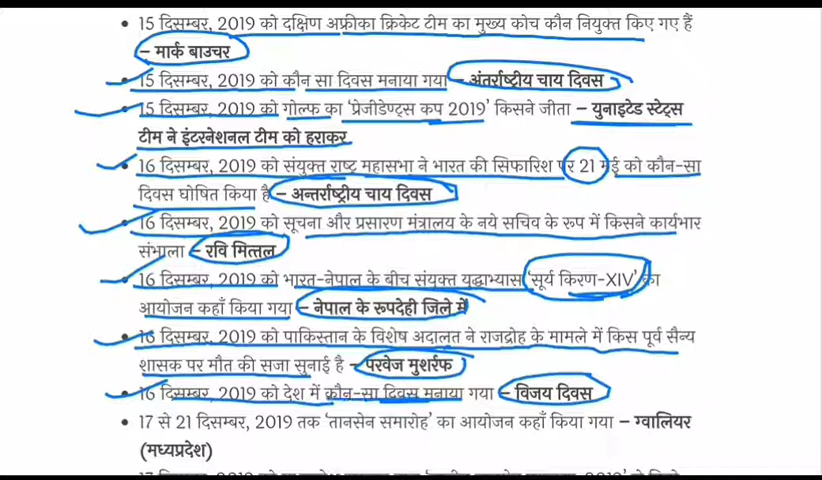 • 15 दिसम्बर, 2019 को दक्षिण अफ्रीका क्रिकेट टीम का मुख्य कोच कौन नियुक्त किए गए हैं
– मार्क बाउचर
• 15 दिसम्बर, 2019 को कौन सा दिवस मनाया गया – अंतर्राष्ट्रीय चाय दिवस
• 15 दिसम्बर, 2019 को गोल्फ का 'प्रेजीडेण्ट्स कप 2019' किसने जीता – युनाइटेड स्टेट्स
टीम ने इंटरनेशनल टीम को हराकर
• 16 दिसम्बर, 2019 को संयुक्त राष्ट्र महासभा ने भारत की सिफारिश पर 21 मई को कौन-सा
दिवस घोषित किया है – अन्तर्राष्ट्रीय चाय दिवस
• 16 दिसम्बर, 2019 को सूचना और प्रसारण मंत्रालय के नये सचिव के रूप में किसने कार्यभार
संभाला – रवि मित्तल
• 16 दिसम्बर, 2019 को भारत-नेपाल के बीच संयुक्त युद्धाभ्यास 'सूर्य किरण-XIV' का
आयोजन कहाँ किया गया – नेपाल के रूपदेही जिले में
• 16 दिसम्बर, 2019 को पाकिस्तान के विशेष अदालत ने राजद्रोह के मामले में किस पूर्व सैन्य
शासक पर मौत की सजा सुनाई है – परवेज मुशर्रफ
• 16 दिसम्बर, 2019 को देश में कौन-सा दिवस मनाया गया – विजय दिवस
• 17 से 21 दिसम्बर, 2019 तक 'तानसेन समारोह' का आयोजन कहाँ किया गया – ग्वालियर
(मध्यप्रदेश)